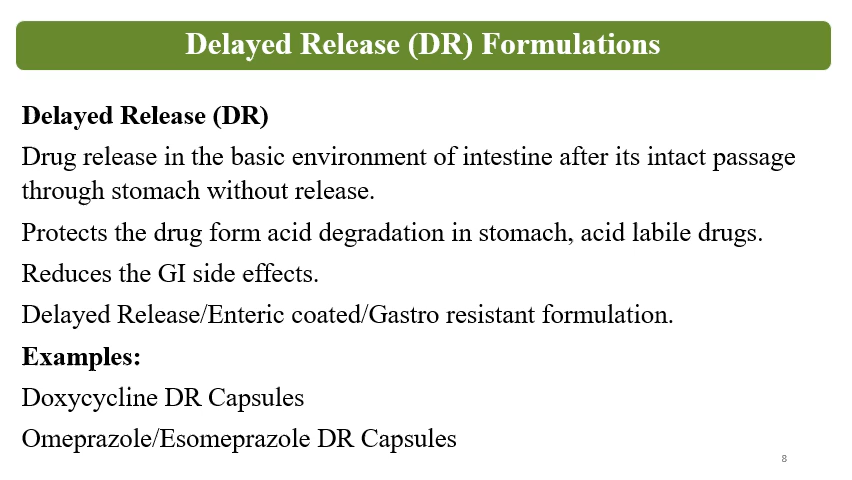 Delayed Release (DR) Formulations
Delayed Release (DR)
Drug release in the basic environment of intestine after its intact passage
through stomach without release.
Protects the drug form acid degradation in stomach, acid labile drugs.
Reduces the GI side effects.
Delayed Release/Enteric coated/Gastro resistant formulation.
Examples:
Doxycycline DR Capsules
Omeprazole/Esomeprazole DR Capsules
8